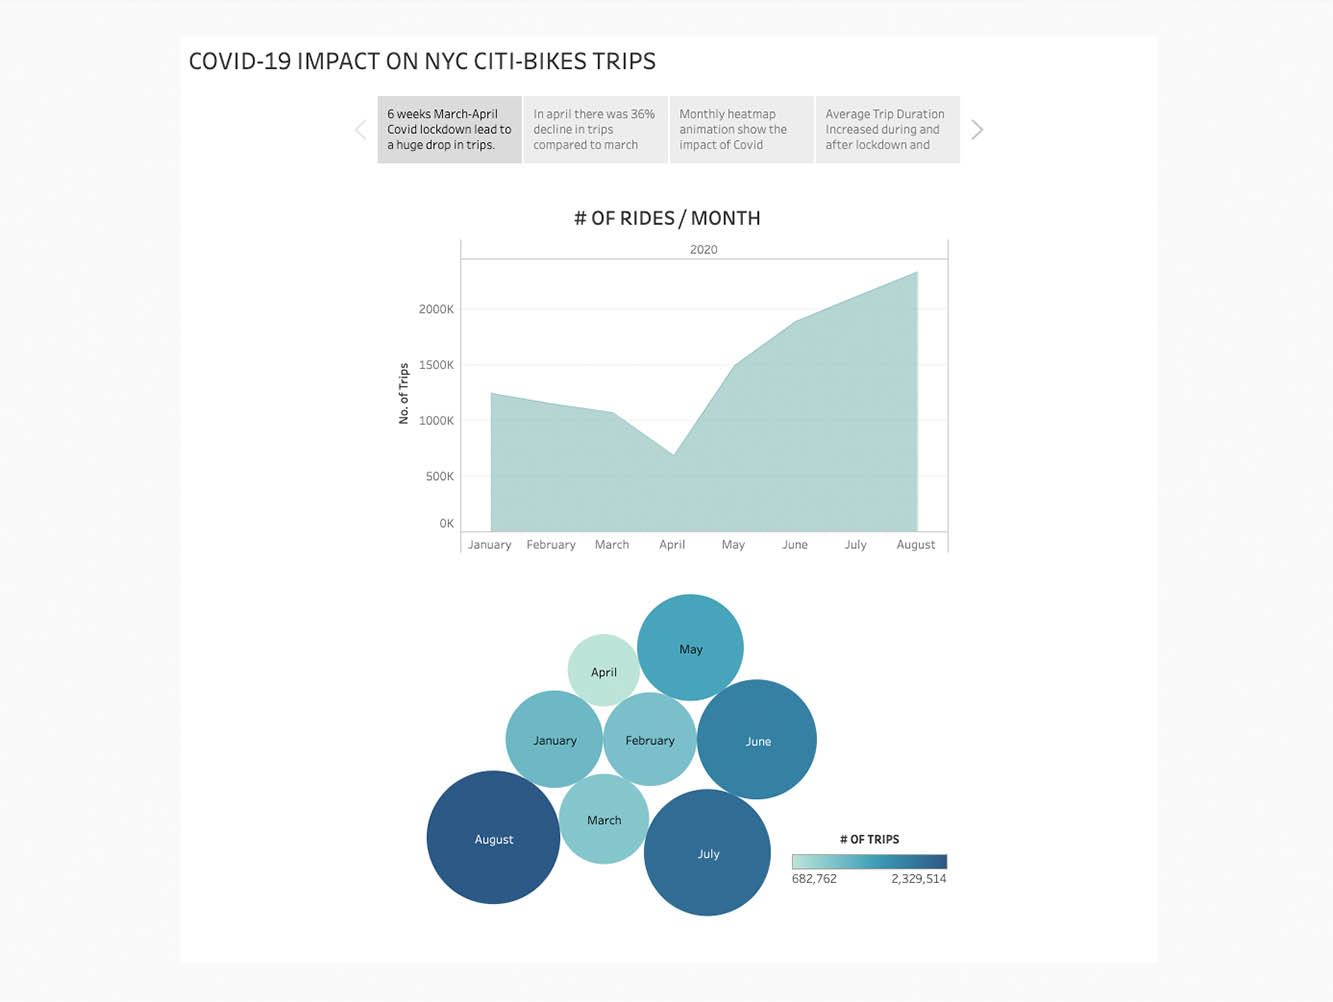 COVID-19 IMPACT ON NYC CITI-BIKES TRIPS
6 weeks March-April
Covid lockdown lead to
a huge drop in trips.
In april there was 36%
decline in trips
compared to march
Monthly heatmap
animation show the
impact of Covid
Average Trip Duration
Increased during and
after lockdown and
# OF RIDES / MONTH
2020
No. of Trips
2000K
1500K
1000K
500K
0K
January
February
March
April
May
June
July
August
May
April
January
February
June
March
August
July
# OF TRIPS
682,762
2,329,514